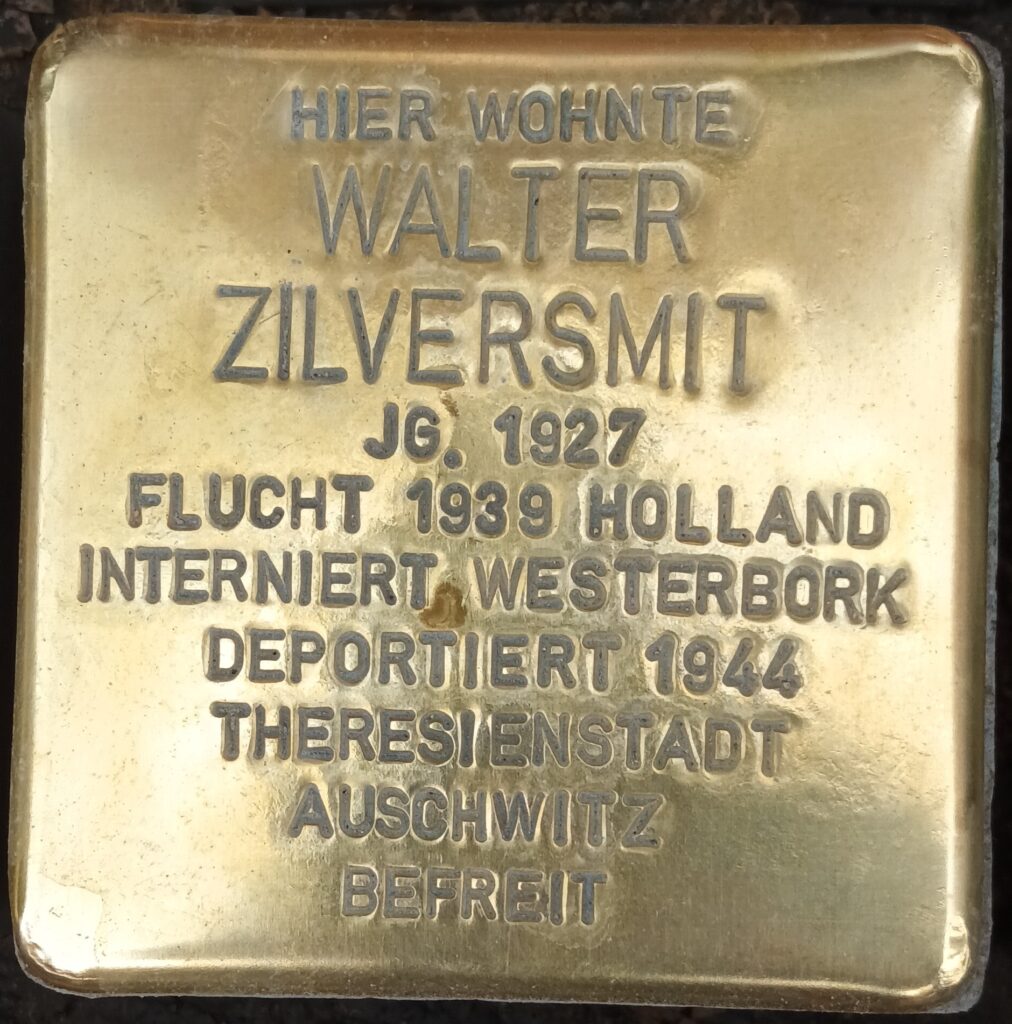 HIER WOHNTE
WALTER
ZILVERSMIT
JG. 1927
FLUCHT 1939 HOLLAND
INTERNIERT WESTERBORK
DEPORTIERT 1944
THERESIENSTADT
AUSCHWITZ
BEFREIT